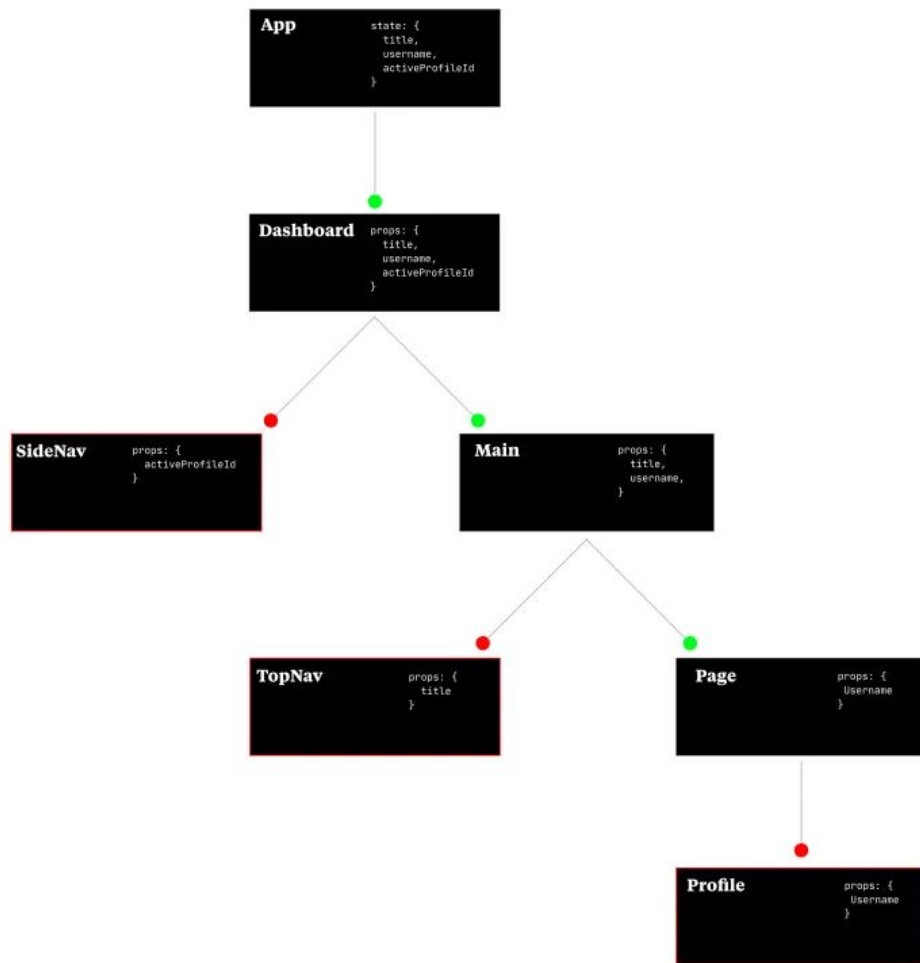 App
state: {
title,
username,
activeProfileId
}
Dashboard
props: {
title,
username,
activeProfileId
}
SideNav
props: {
activeProfileId
}
Main
props: {
title,
username,
}
TopNav
props: {
title
}
Page
props: {
Username
}
Profile
props: {
Username
}